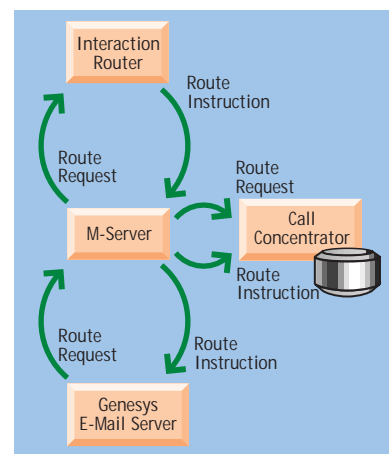 Interaction
Router
Route
Instruction
Route
Request
Route
Request
M-Server
Call
Concentrator
Route
Instruction
Route
Request
Route
Instruction
Genesys
E-Mail Server